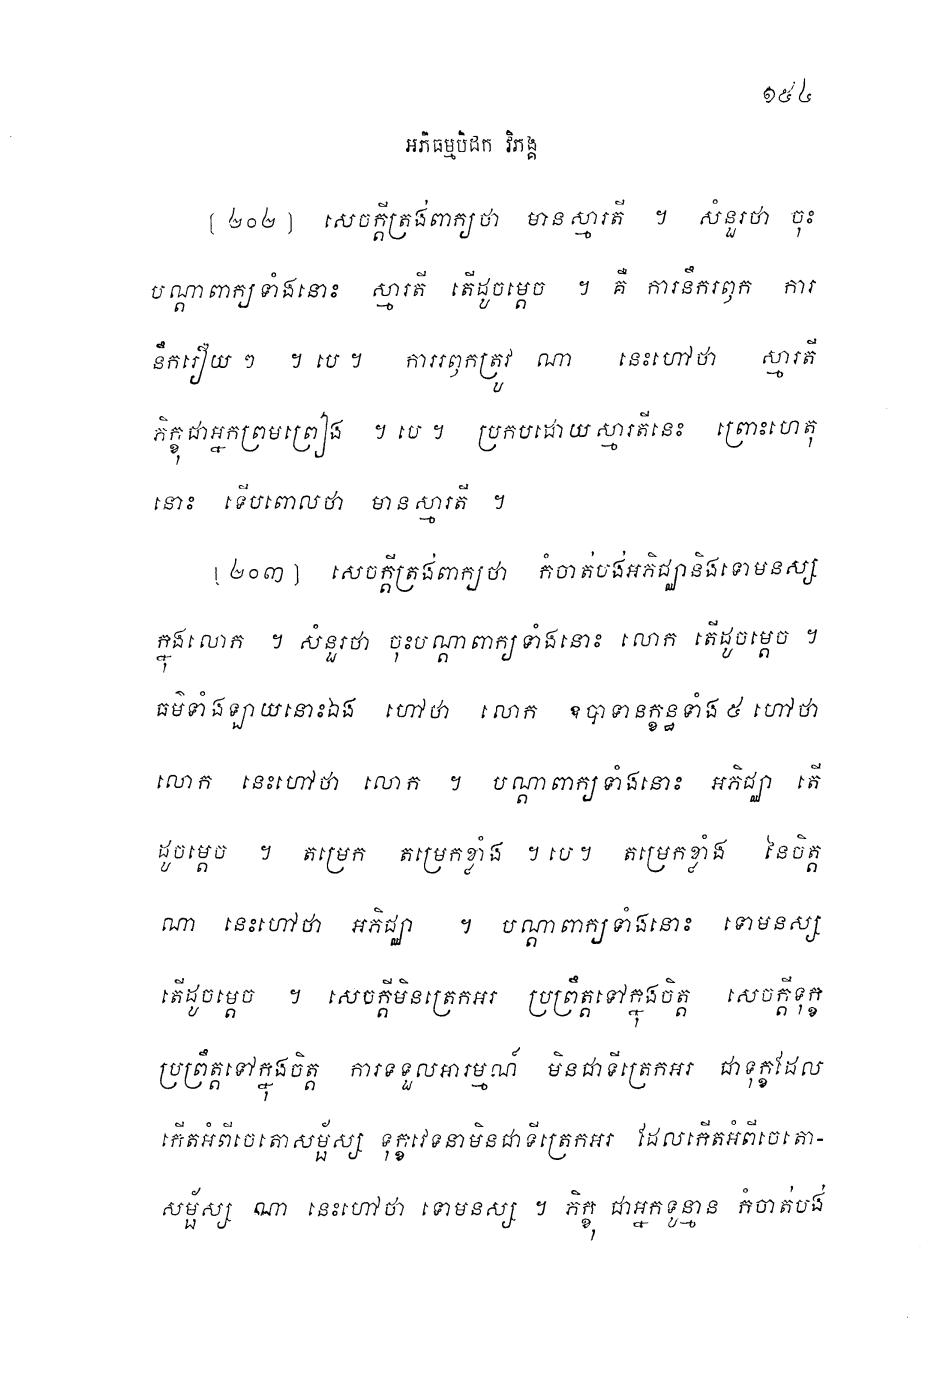 ១៥៤
អភិធម្មបិដក វិភង្គ
[ ២០២ ] សេចក្តីត្រង់ពាក្យថា មានស្មារតី ។ សំនួរថា ចុះ
បណ្តាពាក្យទាំងនោះ ស្មារតី តើដូចម្តេច ។ គឺ ការនឹករឭក ការ
នឹករឿយ ៗ ។ បេ ។ ការរឭកត្រូវ ណា នេះហៅថា ស្មារតី
ភិក្ខុជាអ្នកព្រមព្រៀង ។ បេ ។ ប្រកបដោយស្មារតីនេះ ព្រោះហេតុ
នោះ ទើបពោលថា មានស្មារតី ។
[ ២០៣ ] សេចក្តីត្រង់ពាក្យថា កំចាត់បង់អភិជ្ឈានិងទោមនស្ស
ក្នុងលោក ។ សំនួរថា ចុះបណ្តាពាក្យទាំងនោះ លោក តើដូចម្តេច ។
ធម៌ទាំងឡាយនោះឯង ហៅថា លោក ឧបាទានក្ខន្ធទាំង ៥ ហៅថា
លោក នេះហៅថា លោក ។ បណ្តាពាក្យទាំងនោះ អភិជ្ឈា តើ
ដូចម្តេច ។ តម្រេក តម្រេកខ្លាំង ។ បេ ។ តម្រេកខ្លាំង នៃចិត្ត
ណា នេះហៅថា អភិជ្ឈា ។ បណ្តាពាក្យទាំងនោះ ទោមនស្ស
តើដូចម្តេច ។ សេចក្តីមិនត្រេកអរ ប្រព្រឹត្តទៅក្នុងចិត្ត សេចក្តីទុក្ខ
ប្រព្រឹត្តទៅក្នុងចិត្ត ការទទួលអារម្មណ៍ មិនជាទីត្រេកអរ ជាទុក្ខដែល
កើតអំពីចេតោសម្ផ័ស្ស ទុក្ខវេទនាមិនជាទីត្រេកអរ ដែលកើតអំពីចេតោ-
សម្ផ័ស្ស ណា នេះហៅថា ទោមនស្ស ។ ភិក្ខុ ជាអ្នកទូន្មាន កំចាត់បង់